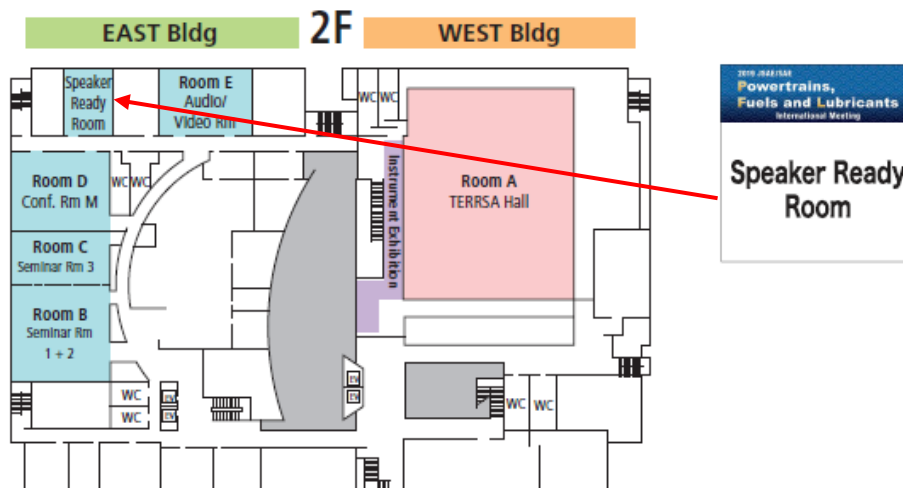 EAST Bldg
2F
WEST Bldg
Speaker
Ready
Room
Room E
Audio/
Video Rm
WC WC
2019 JSAE/SAE
Powertrains,
Fuels and Lubricants
International Meeting
Speaker Ready
Room
Room D
Conf. Rm M
WC WC
Instrument Exhibition
Room A
TERRSA Hall
Room C
Seminar Rm 3
Room B
Seminar Rm
1 + 2
WC
WC
EV
EV
EV
EV
WC WC